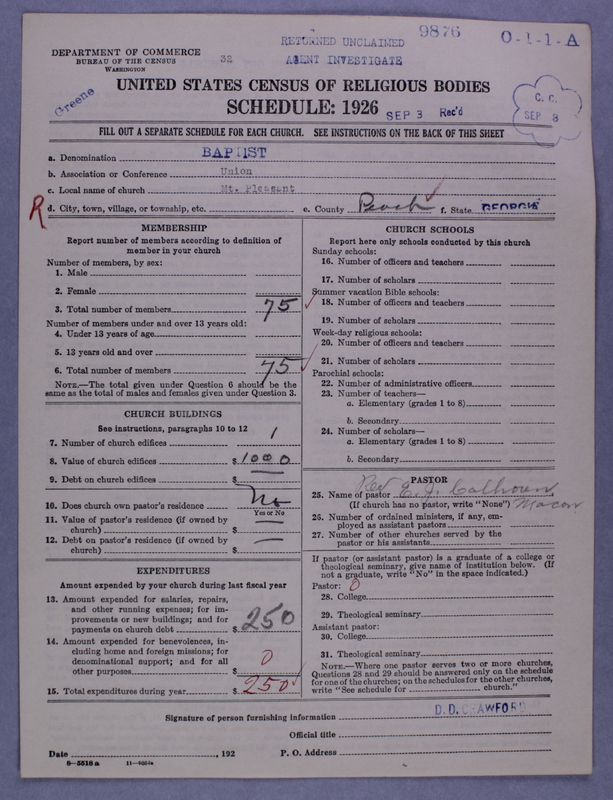 RETURNED UNCLAIMED
9876
O-1-1-A
DEPARTMENT OF COMMERCE
BUREAU OF THE CENSUS
WASHINGTON
32
AGENT INVESTIGATE
UNITED STATES CENSUS OF RELIGIOUS BODIES
Greene
SCHEDULE: 1926
SEP 3 Rec'd
C. C.
SEP 3
FILL OUT A SEPARATE SCHEDULE FOR EACH CHURCH. SEE INSTRUCTIONS ON THE BACK OF THIS SHEET
a. Denomination BAPTIST
b. Association or Conference Union
c. Local name of church Mt. Pleasant
R d. City, town, village, or township, etc. e. County Peach f. State GEORGIA
MEMBERSHIP
Report number of members according to definition of
member in your church
Number of members, by sex:
1. Male
2. Female
3. Total number of members 75
Number of members under and over 13 years old:
4. Under 13 years of age
5. 13 years old and over
6. Total number of members 75
NOTE.—The total given under Question 6 should be the
same as the total of males and females given under Question 3.
CHURCH BUILDINGS
See instructions, paragraphs 10 to 12
7. Number of church edifices 1
8. Value of church edifices $ 1000
9. Debt on church edifices $
10. Does church own pastor's residence No
Yes or No
11. Value of pastor's residence (if owned by
church) $
12. Debt on pastor's residence (if owned by
church) $
EXPENDITURES
Amount expended by your church during last fiscal year
13. Amount expended for salaries, repairs,
and other running expenses; for im-
provements or new buildings; and for
payments on church debt $ 250
14. Amount expended for benevolences, in-
cluding home and foreign missions; for
denominational support; and for all
other purposes $ 0
15. Total expenditures during year $ 250
CHURCH SCHOOLS
Report here only schools conducted by this church
Sunday schools:
16. Number of officers and teachers
17. Number of scholars
Summer vacation Bible schools:
18. Number of officers and teachers
19. Number of scholars
Week-day religious schools:
20. Number of officers and teachers
21. Number of scholars
Parochial schools:
22. Number of administrative officers
23. Number of teachers—
a. Elementary (grades 1 to 8)
b. Secondary
24. Number of scholars—
a. Elementary (grades 1 to 8)
b. Secondary
PASTOR
25. Name of pastor Rev E. J. Calhoun
(If church has no pastor, write "None") Macon
26. Number of ordained ministers, if any, em-
ployed as assistant pastors
27. Number of other churches served by the
pastor or his assistants
If pastor (or assistant pastor) is a graduate of a college or
theological seminary, give name of institution below. (If
not a graduate, write "No" in the space indicated.)
Pastor: 0
28. College
29. Theological seminary
Assistant pastor:
30. College
31. Theological seminary
NOTE.—Where one pastor serves two or more churches,
Questions 28 and 29 should be answered only on the schedule
for one of the churches; on the schedules for the other churches,
write "See schedule for church."
Signature of person furnishing information D. D. CRAWFORD
Official title
Date , 192 P. O. Address
8-5518 a 11-9304a